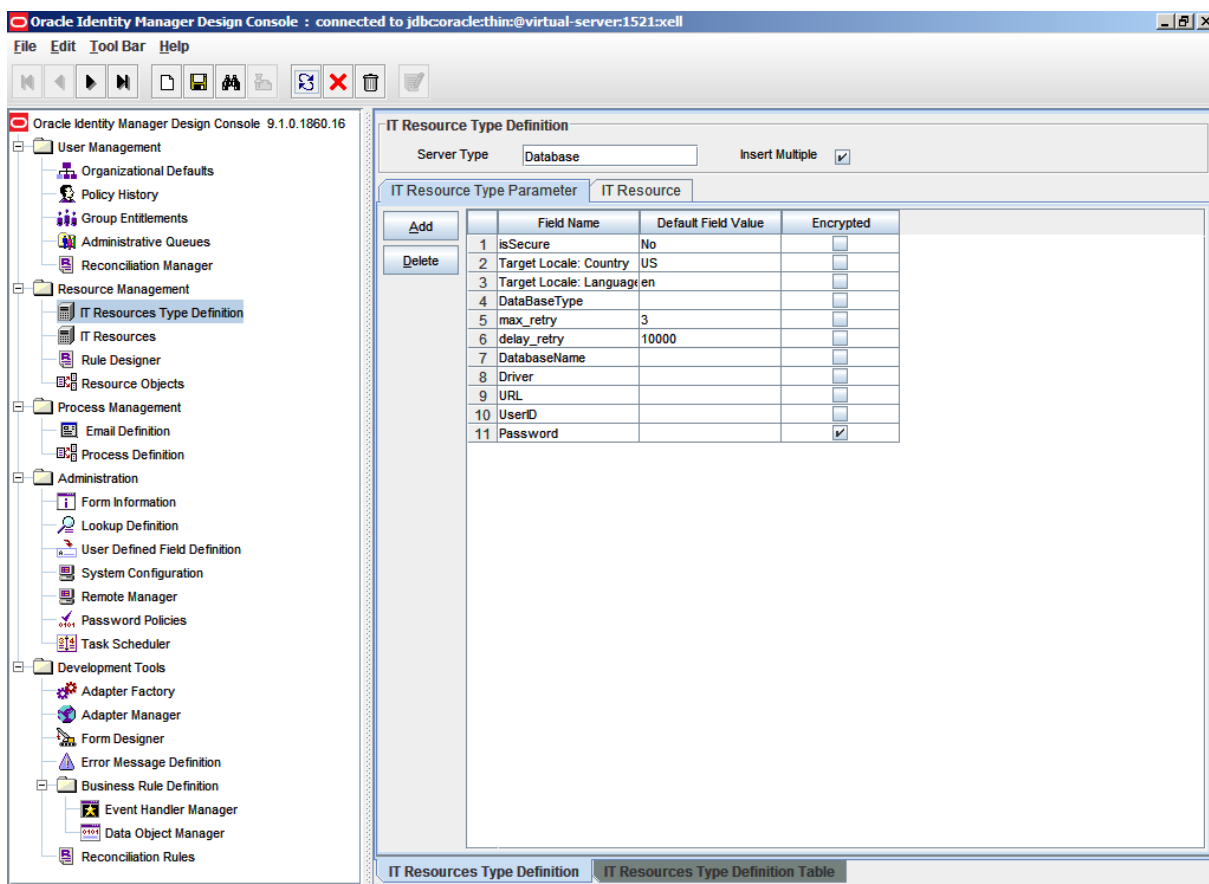 Oracle Identity Manager Design Console : connected to jdbc:oracle:thin:@virtual-server:1521:xell
File Edit Tool Bar Help
Oracle Identity Manager Design Console 9.1.0.1860.16
User Management
Organizational Defaults
Policy History
Group Entitlements
Administrative Queues
Reconciliation Manager
Resource Management
IT Resources Type Definition
IT Resources
Rule Designer
Resource Objects
Process Management
Email Definition
Process Definition
Administration
Form Information
Lookup Definition
User Defined Field Definition
System Configuration
Remote Manager
Password Policies
Task Scheduler
Development Tools
Adapter Factory
Adapter Manager
Form Designer
Error Message Definition
Business Rule Definition
Event Handler Manager
Data Object Manager
Reconciliation Rules
IT Resource Type Definition
Server Type Database Insert Multiple
IT Resource Type Parameter IT Resource
Add
Delete
Field Name Default Field Value Encrypted
1 isSecure No
2 Target Locale: Country US
3 Target Locale: Language en
4 DataBaseType
5 max_retry 3
6 delay_retry 10000
7 DatabaseName
8 Driver
9 URL
10 UserID
11 Password
IT Resources Type Definition IT Resources Type Definition Table